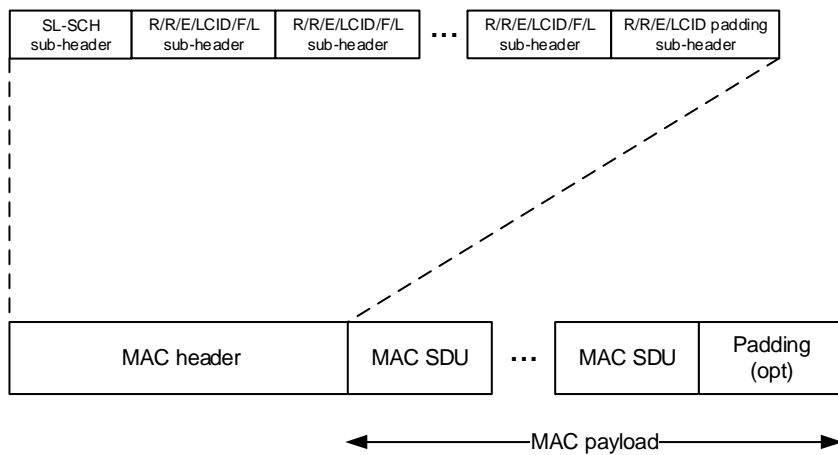 SL-SCH
sub-header
R/R/E/LCID/F/L
sub-header
R/R/E/LCID/F/L
sub-header
...
R/R/E/LCID/F/L
sub-header
R/R/E/LCID padding
sub-header
MAC header
MAC SDU
...
MAC SDU
Padding
(opt)
MAC payload